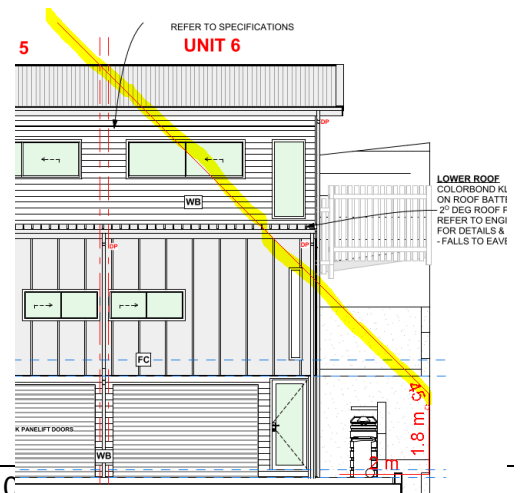 REFER TO SPECIFICATIONS
5
UNIT 6
DP
LOWER ROOF
COLORBOND KL
ON ROOF BATTE
2° DEG ROOF P
REFER TO ENGI
FOR DETAILS &
- FALLS TO EAVE
WB
DP
DP
FC
45°
1.8 m
K PANELIFT DOORS
WB